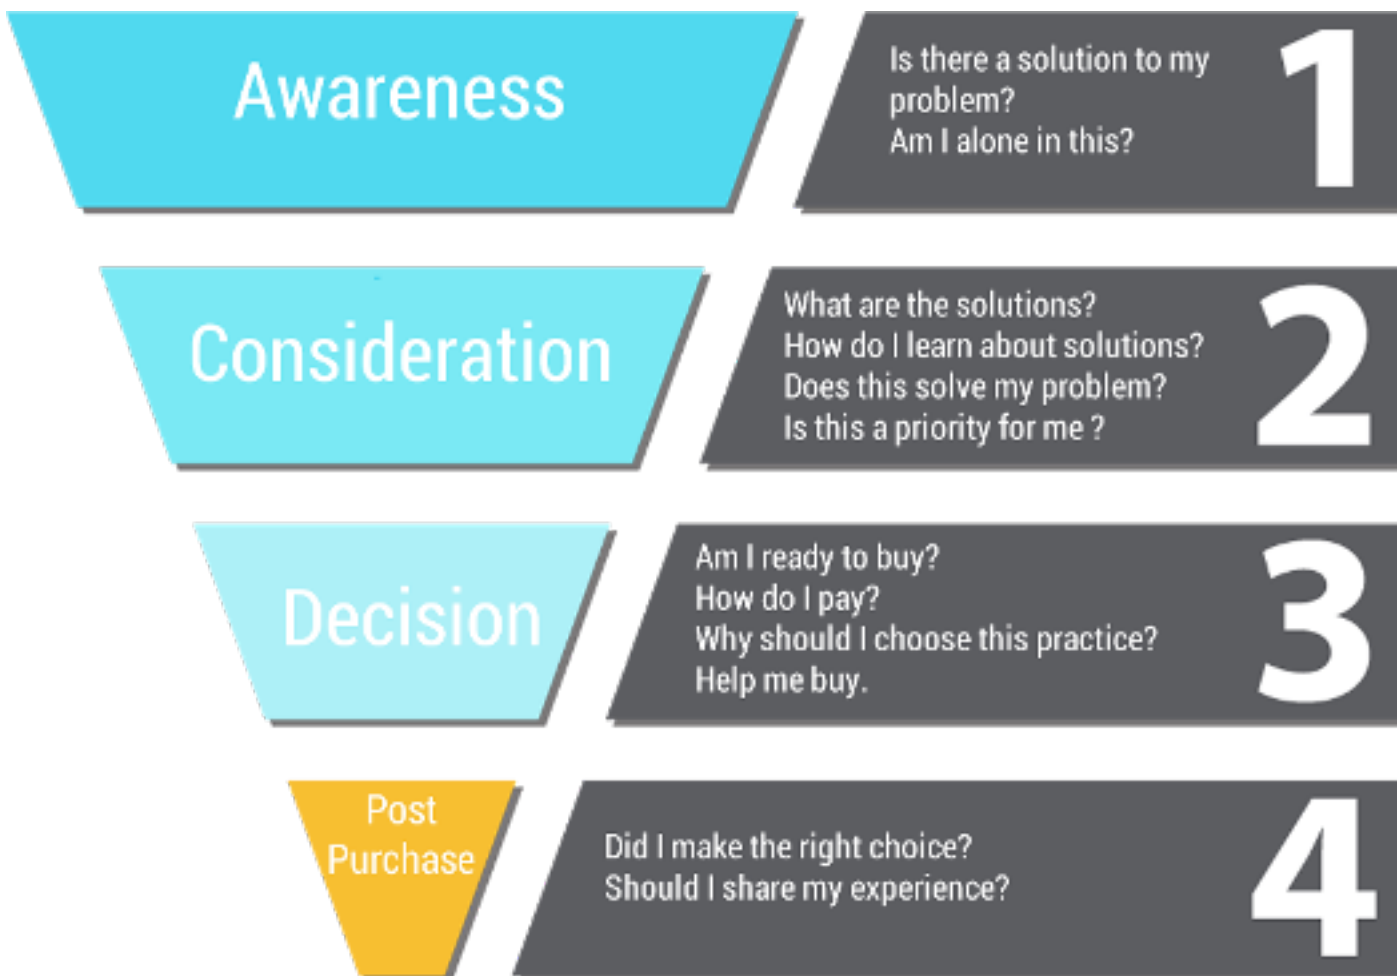 Awareness
Is there a solution to my
problem?
Am I alone in this?
1
Consideration
What are the solutions?
How do I learn about solutions?
Does this solve my problem?
Is this a priority for me ?
2
Decision
Am I ready to buy?
How do I pay?
Why should I choose this practice?
Help me buy.
3
Post
Purchase
Did I make the right choice?
Should I share my experience?
4